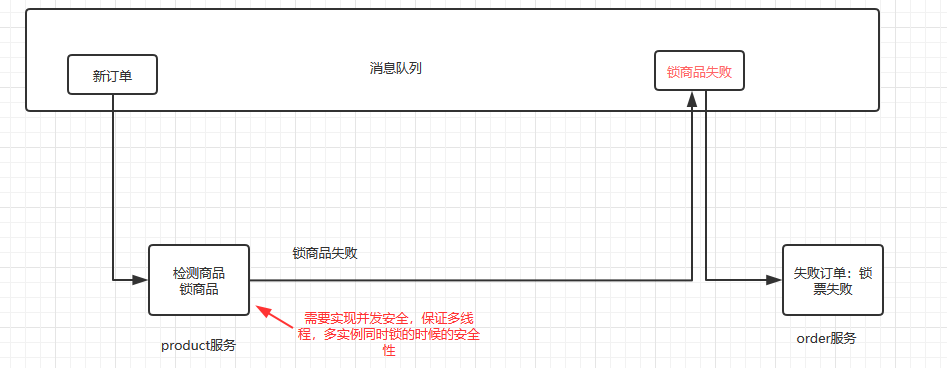 新订单
消息队列
锁商品失败
锁商品失败
检测商品
锁商品
失败订单：锁
票失败
需要实现并发安全，保证多线
程，多实例同时锁的时候的安全
性
product服务
order服务